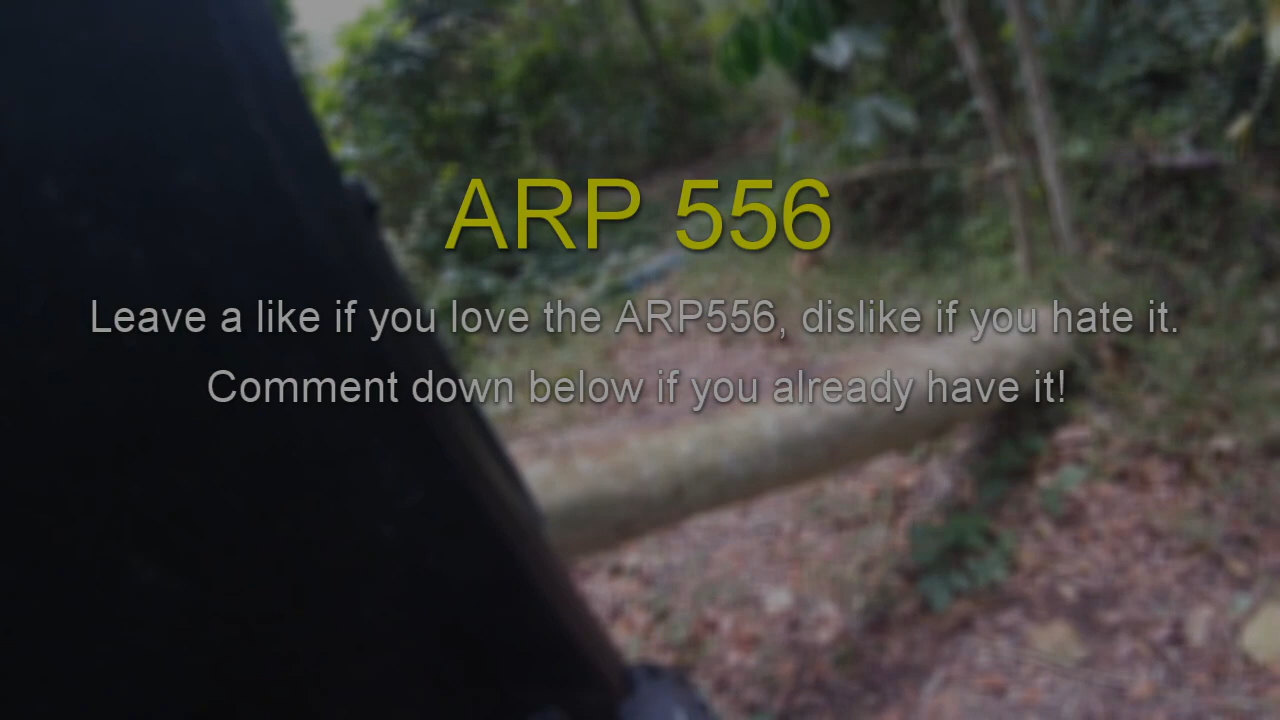 ARP 556
Leave a like if you love the ARP556, dislike if you hate it.
Comment down below if you already have it!